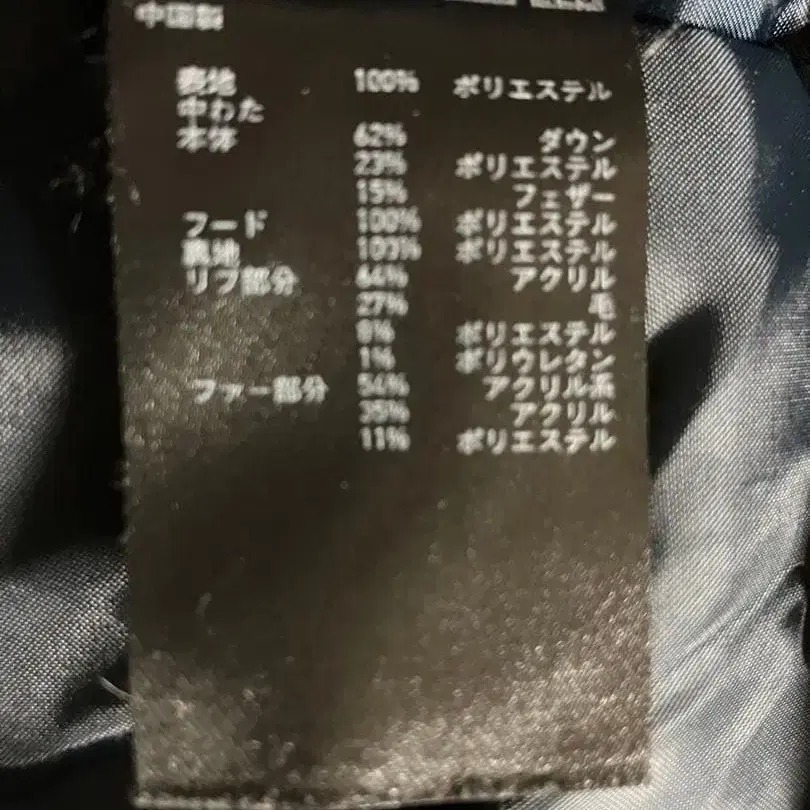 中国製
表地 100% ポリエステル
中わた
本体 62% ダウン
23% ポリエステル
15% フェザー
フード 100% ポリエステル
裏地 100% ポリエステル
リブ部分 64% アクリル
27% 毛
8% ポリエステル
1% ポリウレタン
ファー部分 54% アクリル系
35% アクリル
11% ポリエステル